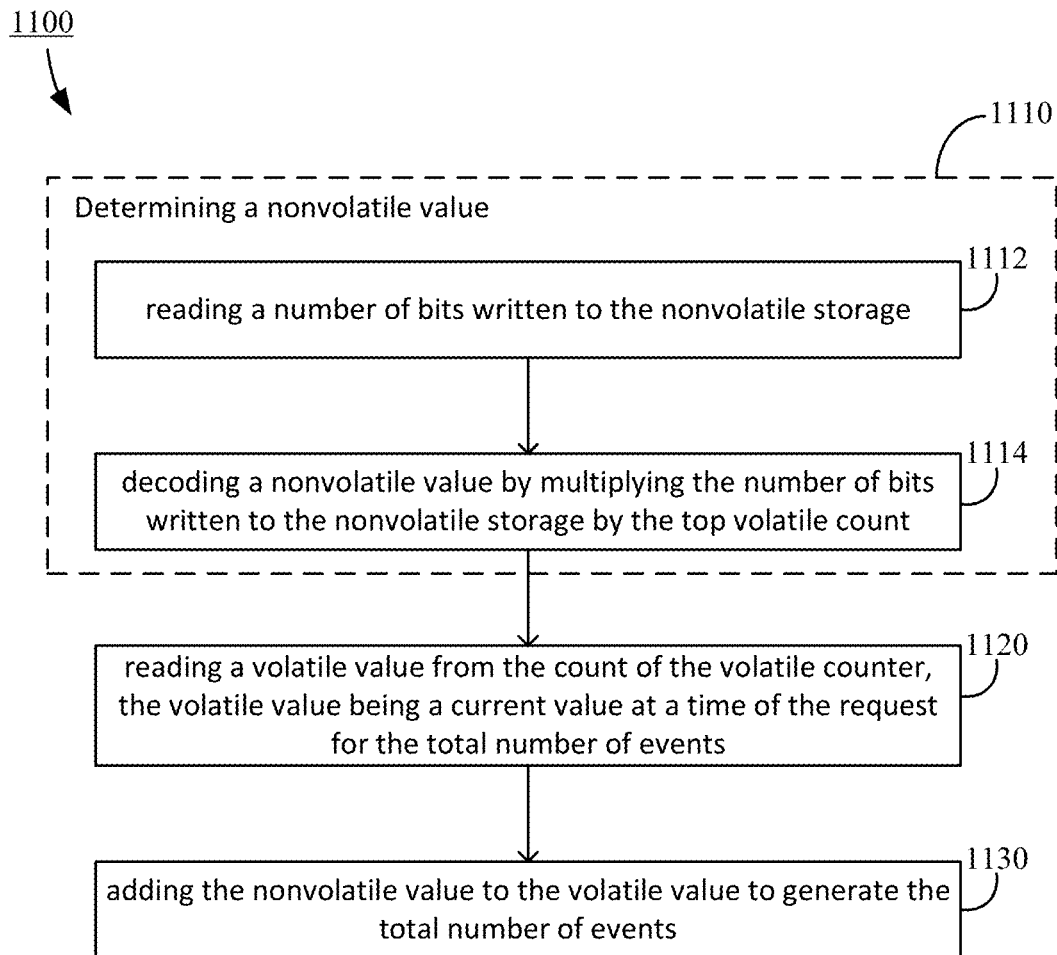 1100
1110
Determining a nonvolatile value
1112
reading a number of bits written to the nonvolatile storage
1114
decoding a nonvolatile value by multiplying the number of bits
written to the nonvolatile storage by the top volatile count
1120
reading a volatile value from the count of the volatile counter,
the volatile value being a current value at a time of the request
for the total number of events
1130
adding the nonvolatile value to the volatile value to generate the
total number of events